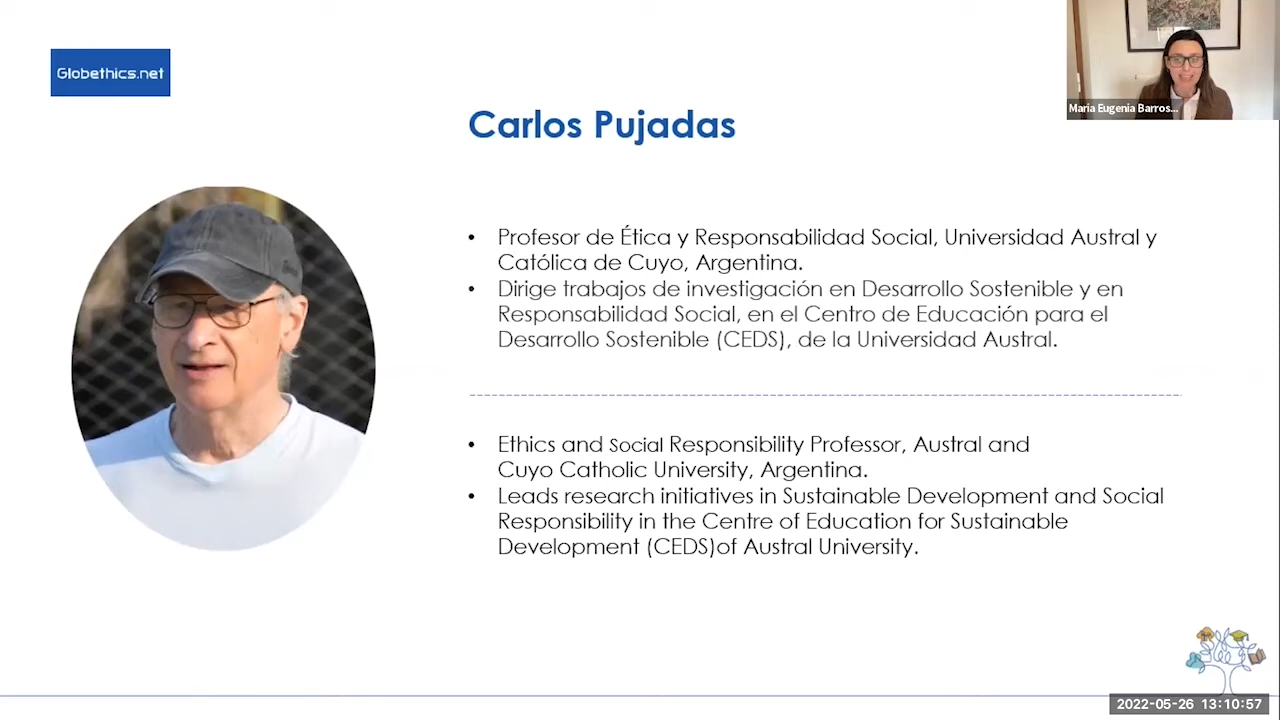 Globethics.net
Maria Eugenia Barros...
Carlos Pujadas
• Profesor de Ética y Responsabilidad Social, Universidad Austral y
Católica de Cuyo, Argentina.
• Dirige trabajos de investigación en Desarrollo Sostenible y en
Responsabilidad Social, en el Centro de Educación para el
Desarrollo Sostenible (CEDS), de la Universidad Austral.
• Ethics and Social Responsibility Professor, Austral and
Cuyo Catholic University, Argentina.
• Leads research initiatives in Sustainable Development and Social
Responsibility in the Centre of Education for Sustainable
Development (CEDS)of Austral University.
2022-05-26 13:10:57